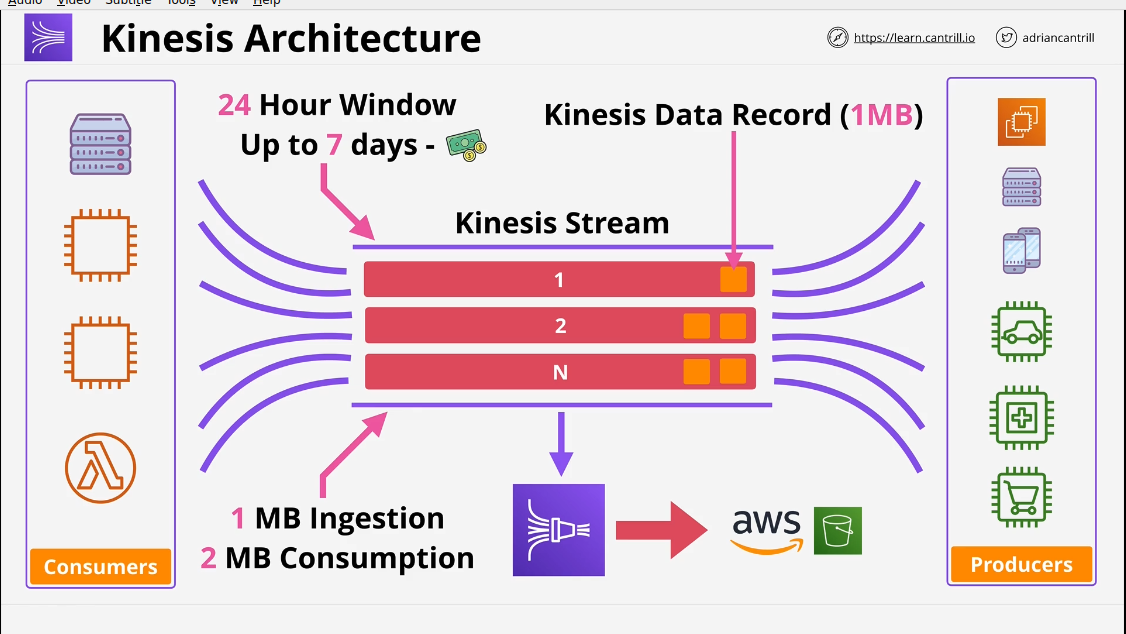 Audio Video Subtitle Tools View Help
Kinesis Architecture
https://learn.cantrill.io
adriancantrill
24 Hour Window
Up to 7 days -
Kinesis Data Record (1MB)
Kinesis Stream
1
2
N
1 MB Ingestion
2 MB Consumption
aws
Consumers
Producers